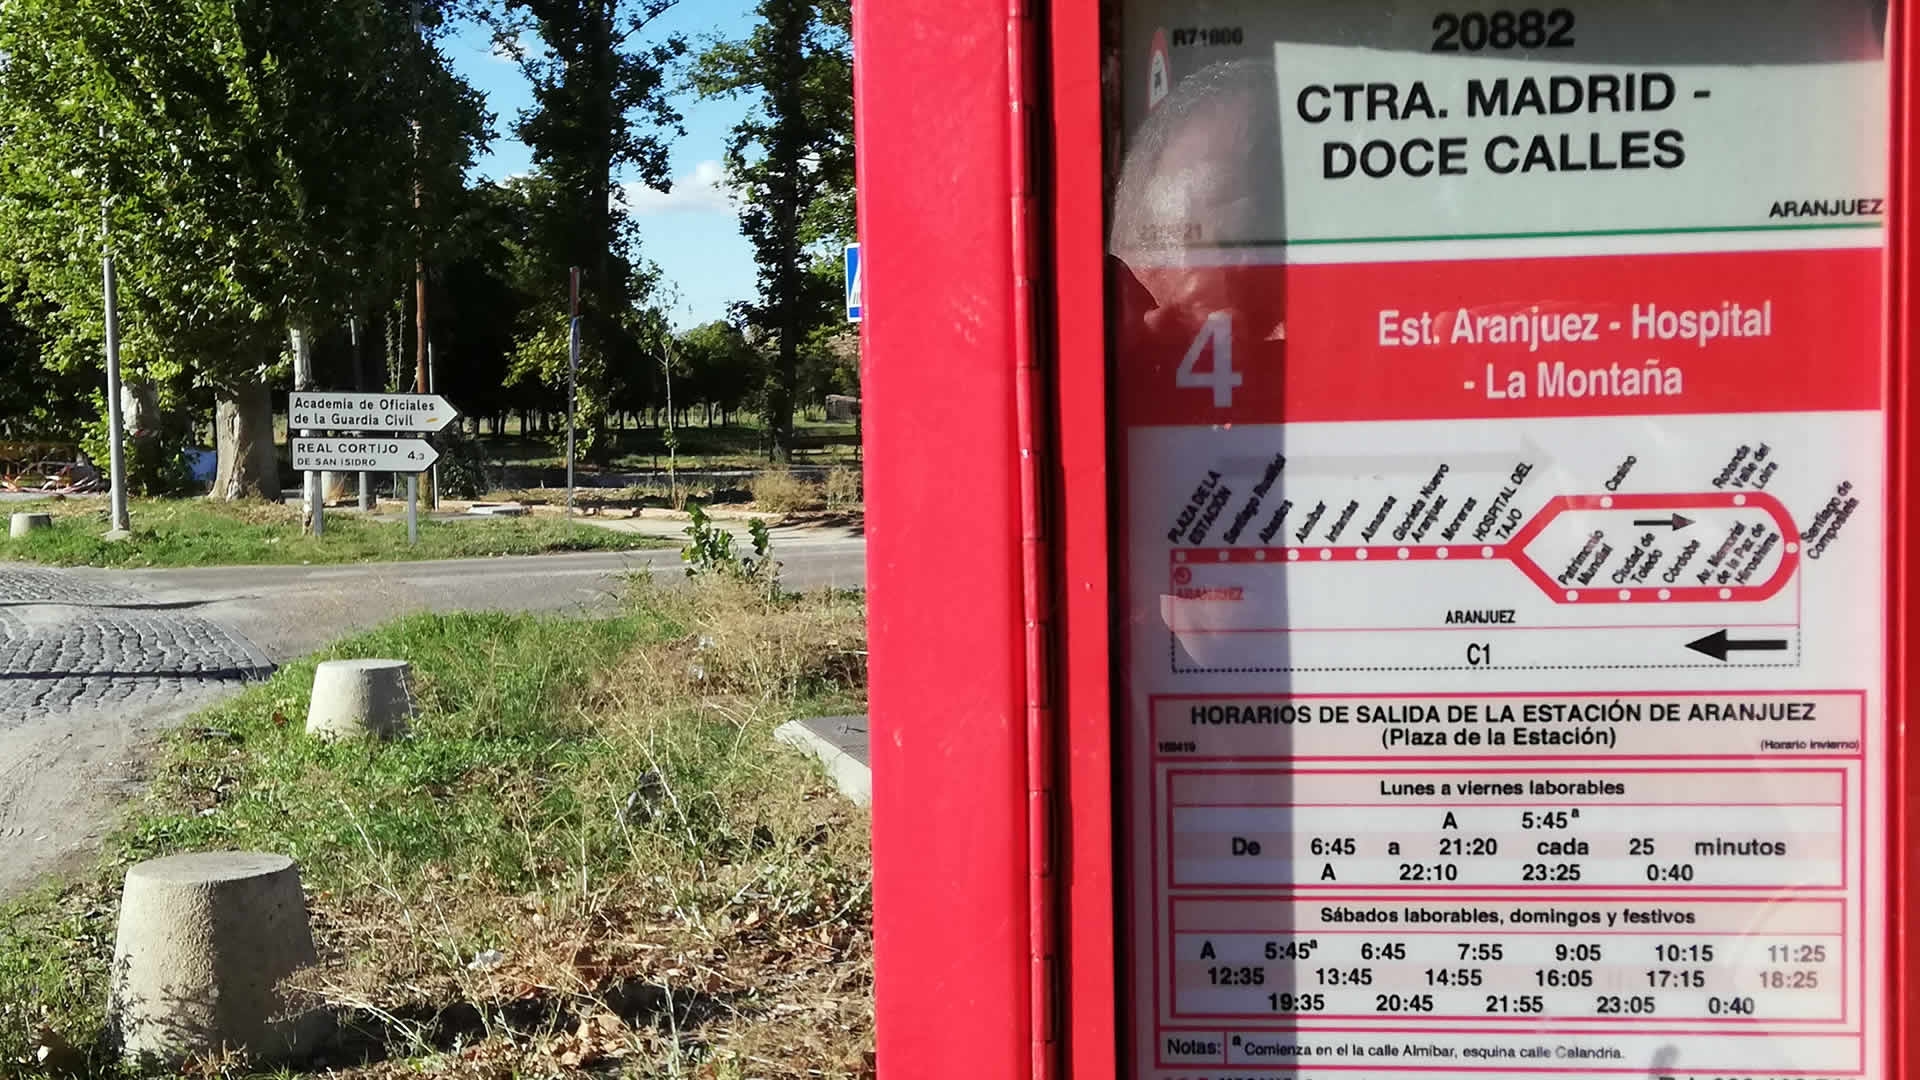 Academia de Oficiales
de la Guardia Civil
REAL CORTIJO
DE SAN ISIDRO 4,3
R71806
20882
CTRA. MADRID -
DOCE CALLES
ARANJUEZ
4
Est. Aranjuez - Hospital
- La Montaña
PLAZA DE LA
ESTACIÓN
Santiago Rusiñol
Abastos
Almíbar
Infantas
Almansa
Glorieta Nuevo
Aranjuez
Moreras
HOSPITAL DEL
TAJO
Casino
Rotonda
Valle del
Loira
Santiago de
Compostela
Patrimonio
Mundial
Ciudad de
Toledo
Córdoba
Av. Memorial
de la Paz de
Hiroshima
ARANJUEZ
ARANJUEZ
C1
HORARIOS DE SALIDA DE LA ESTACIÓN DE ARANJUEZ
(Plaza de la Estación)
160419 (Horario invierno)
Lunes a viernes laborables
A 5:45ª
De 6:45 a 21:20 cada 25 minutos
A 22:10 23:25 0:40
Sábados laborables, domingos y festivos
A 5:45ª 6:45 7:55 9:05 10:15 11:25
12:35 13:45 14:55 16:05 17:15 18:25
19:35 20:45 21:55 23:05 0:40
Notas: ª Comienza en el la calle Almíbar, esquina calle Calandria.